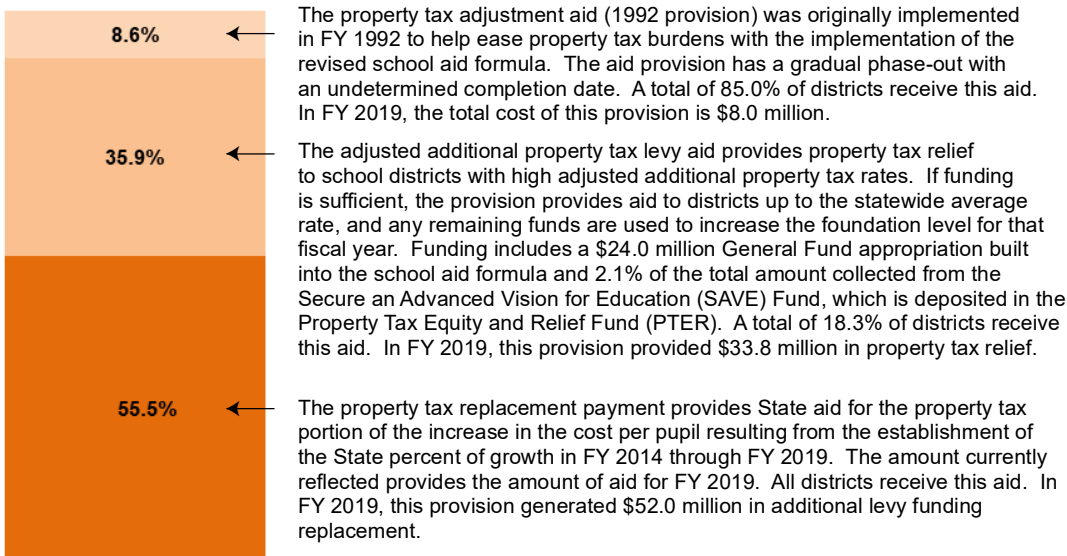 8.6%
The property tax adjustment aid (1992 provision) was originally implemented
in FY 1992 to help ease property tax burdens with the implementation of the
revised school aid formula.  The aid provision has a gradual phase-out with
an undetermined completion date.  A total of 85.0% of districts receive this aid.
In FY 2019, the total cost of this provision is $8.0 million.
35.9%
The adjusted additional property tax levy aid provides property tax relief
to school districts with high adjusted additional property tax rates.  If funding
is sufficient, the provision provides aid to districts up to the statewide average
rate, and any remaining funds are used to increase the foundation level for that
fiscal year.  Funding includes a $24.0 million General Fund appropriation built
into the school aid formula and 2.1% of the total amount collected from the
Secure an Advanced Vision for Education (SAVE) Fund, which is deposited in the
Property Tax Equity and Relief Fund (PTER).  A total of 18.3% of districts receive
this aid.  In FY 2019, this provision provided $33.8 million in property tax relief.
55.5%
The property tax replacement payment provides State aid for the property tax
portion of the increase in the cost per pupil resulting from the establishment of
the State percent of growth in FY 2014 through FY 2019.  The amount currently
reflected provides the amount of aid for FY 2019.  All districts receive this aid.  In
FY 2019, this provision generated $52.0 million in additional levy funding
replacement.